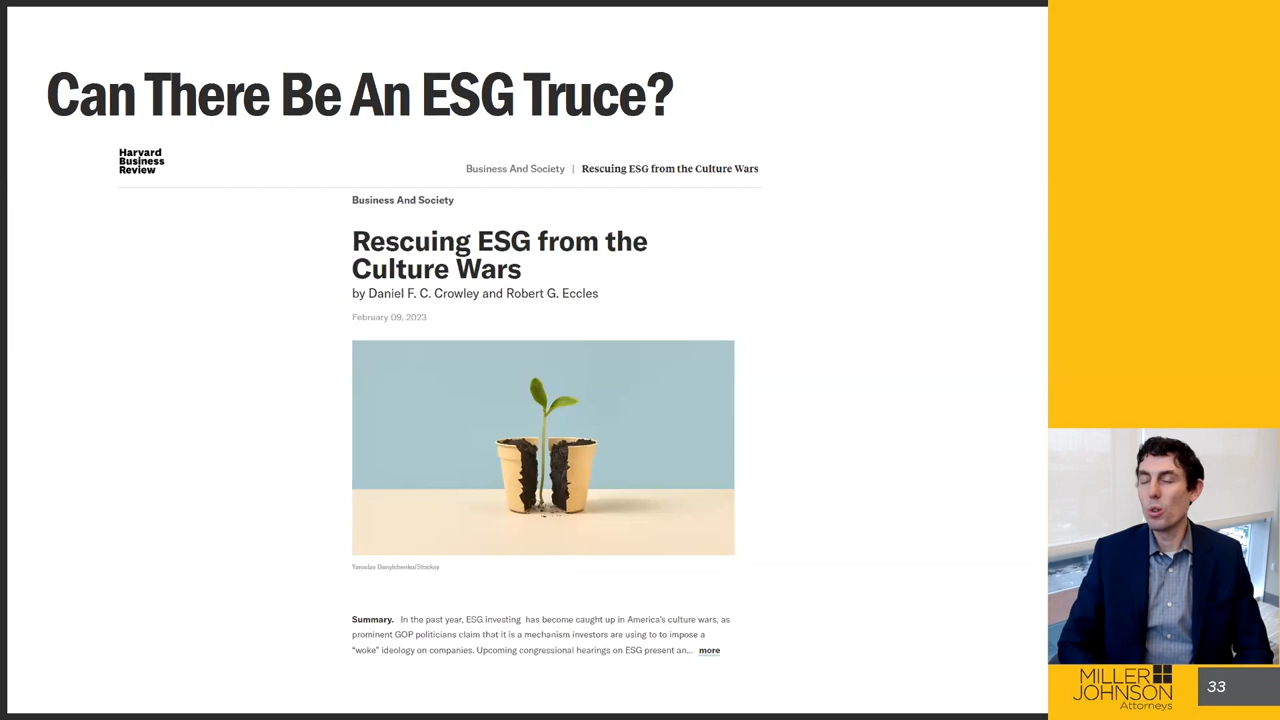 Can There Be An ESG Truce?
Harvard
Business
Review
Business And Society | Rescuing ESG from the Culture Wars
Business And Society
Rescuing ESG from the
Culture Wars
by Daniel F. C. Crowley and Robert G. Eccles
February 09, 2023
Yaroslav Danylchenko/Stocksy
Summary. In the past year, ESG investing has become caught up in America's culture wars, as
prominent GOP politicians claim that it is a mechanism investors are using to to impose a
"woke" ideology on companies. Upcoming congressional hearings on ESG present an... more
MILLER
JOHNSON
Attorneys
33